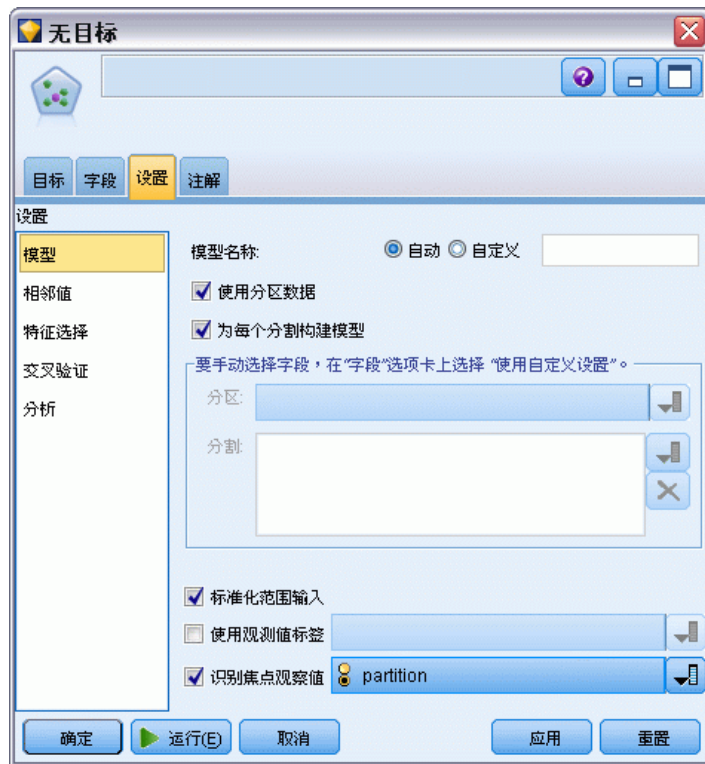 无目标
目标 字段 设置 注解
设置
模型
相邻值
特征选择
交叉验证
分析
模型名称: 自动 自定义
使用分区数据
为每个分割构建模型
要手动选择字段，在“字段”选项卡上选择 “使用自定义设置”。
分区:
分割:
标准化范围输入
使用观测值标签
识别焦点观察值 partition
确定 运行(E) 取消 应用 重置